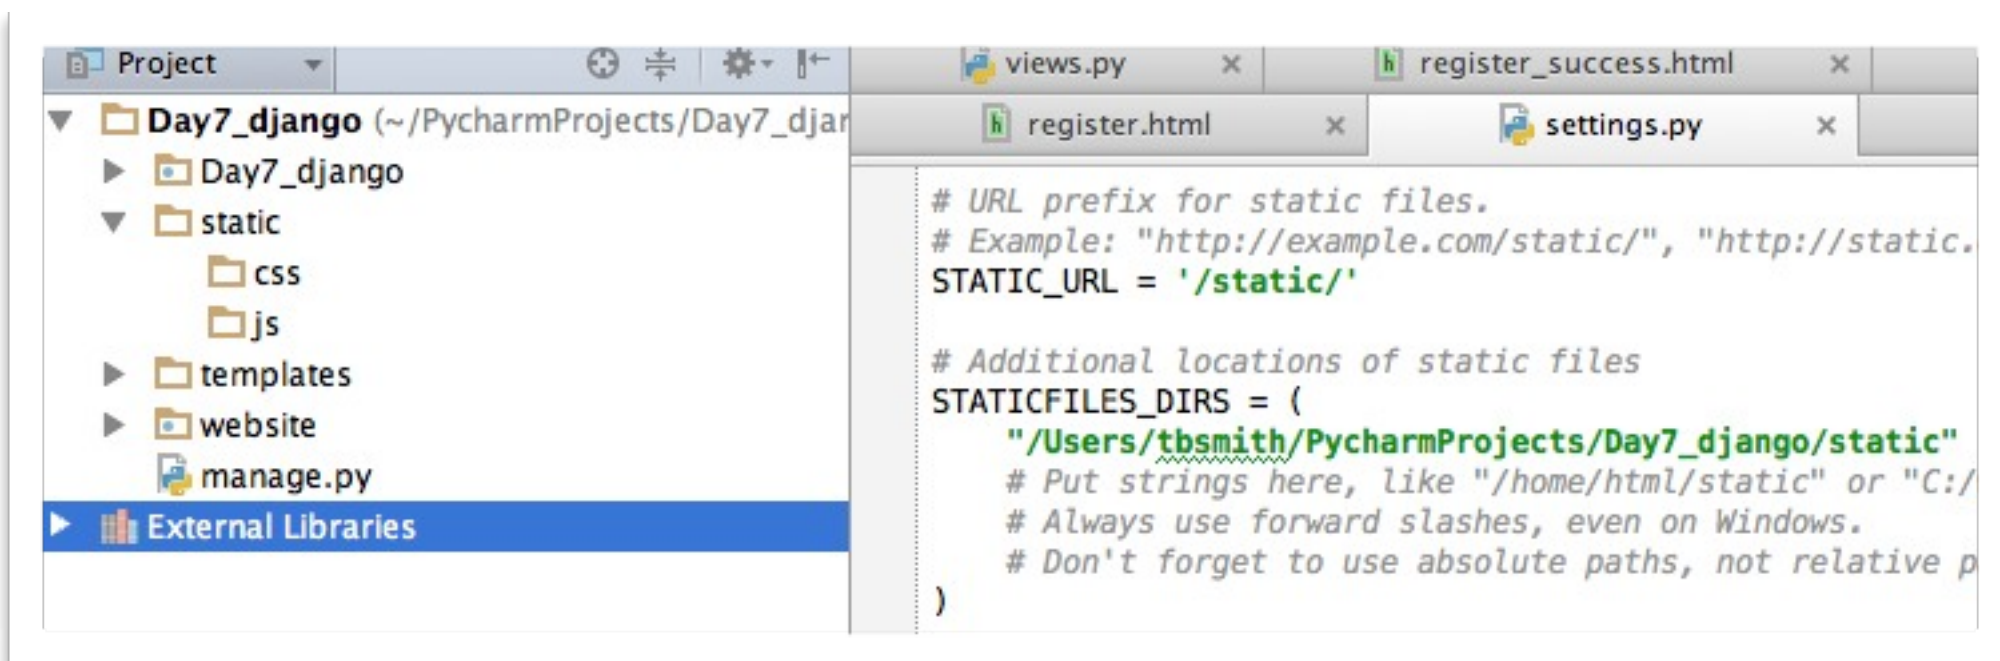 Project
Day7_django (~/PycharmProjects/Day7_djar
Day7_django
static
css
js
templates
website
manage.py
External Libraries
views.py
register_success.html
register.html
settings.py
# URL prefix for static files.
# Example: "http://example.com/static/", "http://static.
STATIC_URL = '/static/'
# Additional locations of static files
STATICFILES_DIRS = (
"/Users/tbsmith/PycharmProjects/Day7_django/static"
# Put strings here, like "/home/html/static" or "C:/
# Always use forward slashes, even on Windows.
# Don't forget to use absolute paths, not relative p
)